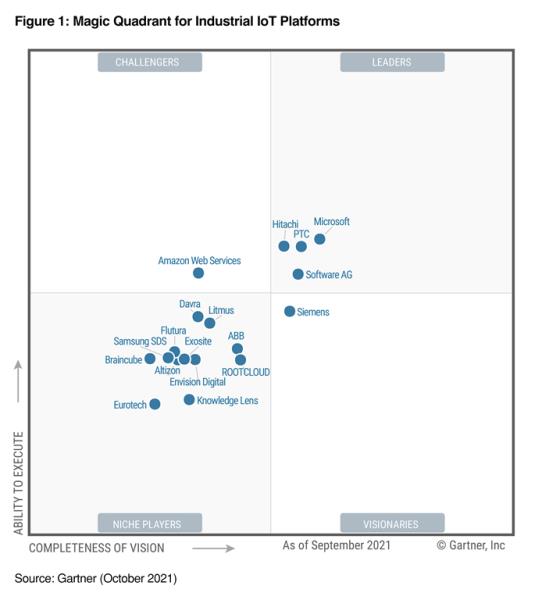 Figure 1: Magic Quadrant for Industrial IoT Platforms
CHALLENGERS
LEADERS
Hitachi
Microsoft
PTC
Amazon Web Services
Software AG
Davra
Litmus
Siemens
Flutura
Samsung SDS
Exosite
ABB
Braincube
Altizon
ROOTCLOUD
Envision Digital
Eurotech
Knowledge Lens
ABILITY TO EXECUTE
NICHE PLAYERS
VISIONARIES
COMPLETENESS OF VISION
As of September 2021
© Gartner, Inc
Source: Gartner (October 2021)